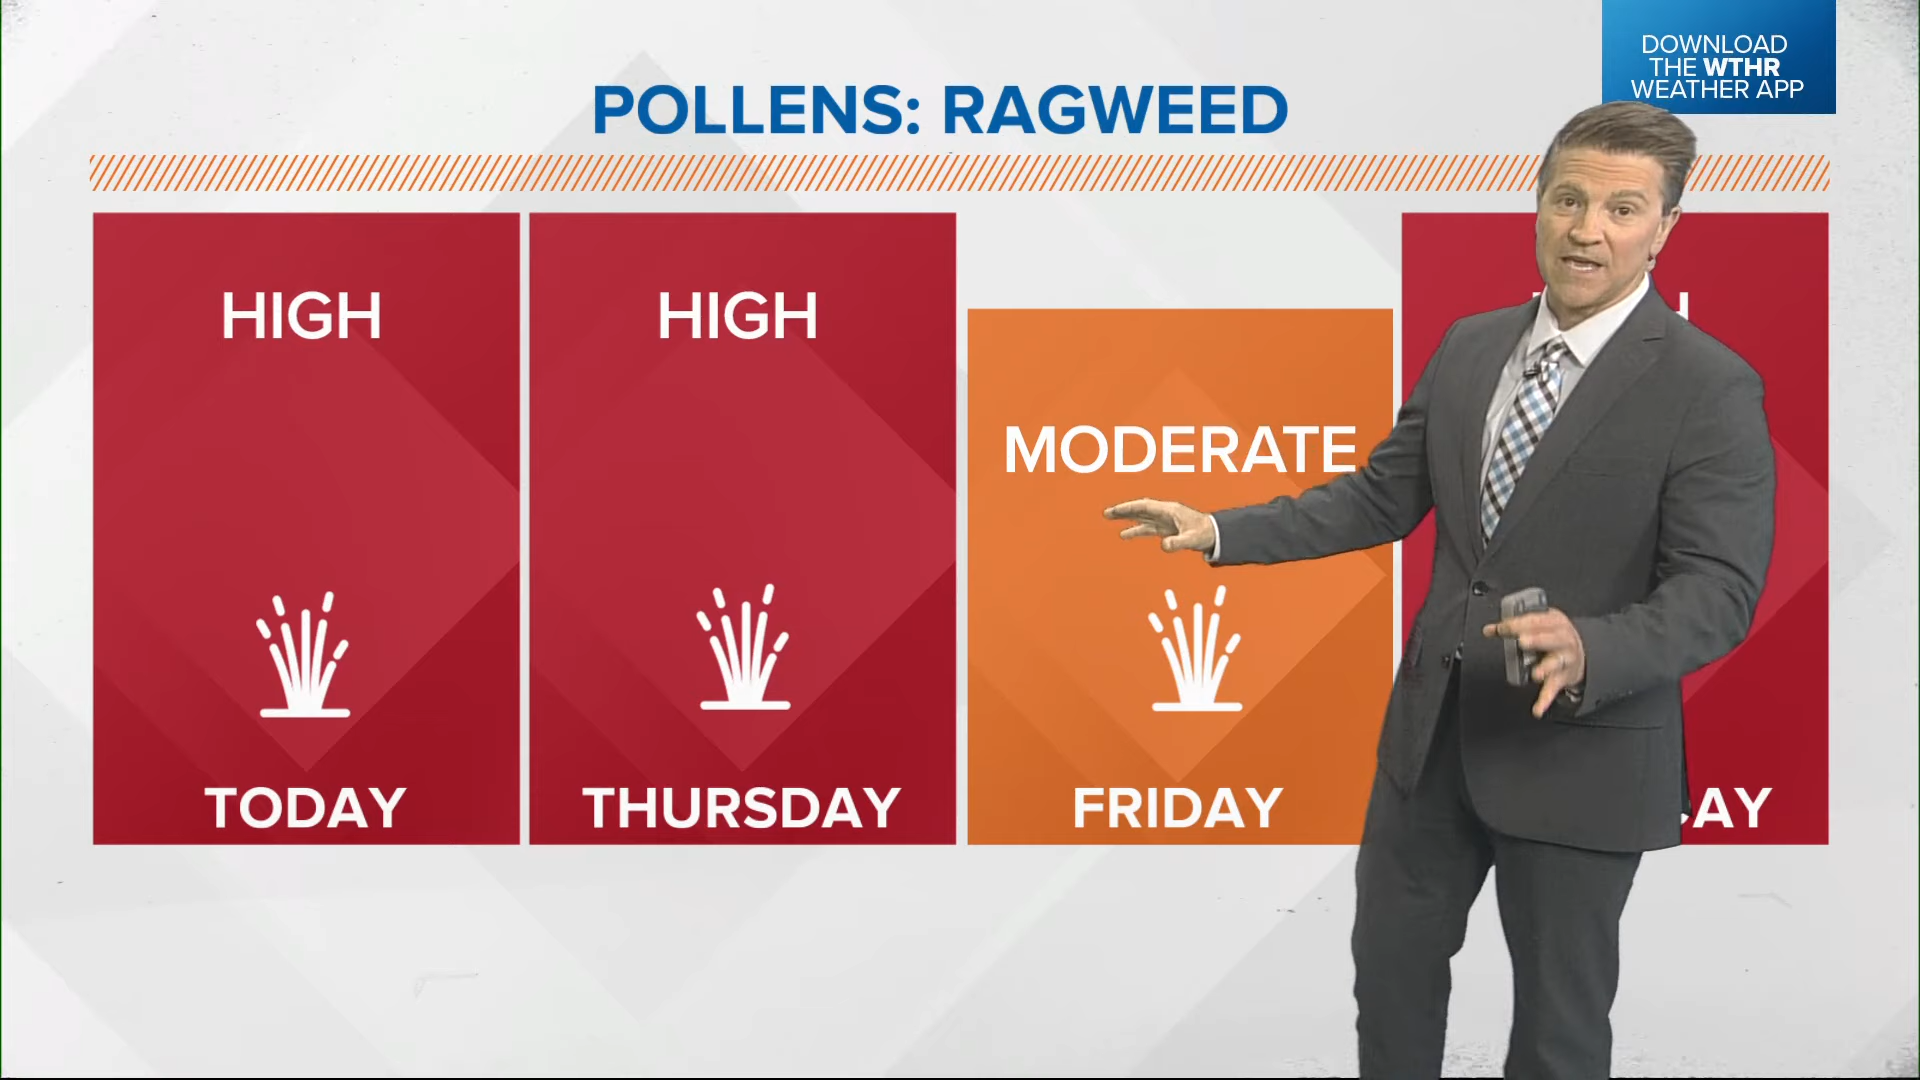 DOWNLOAD
THE WTHR
WEATHER APP
POLLENS: RAGWEED
HIGH
HIGH
MODERATE
TODAY
THURSDAY
FRIDAY